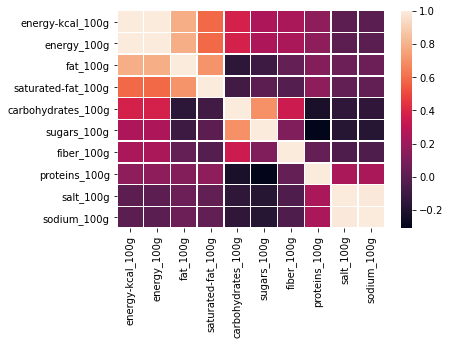 energy-kcal_100g
energy_100g
fat_100g
saturated-fat_100g
carbohydrates_100g
sugars_100g
fiber_100g
proteins_100g
salt_100g
sodium_100g
energy-kcal_100g
energy_100g
fat_100g
saturated-fat_100g
carbohydrates_100g
sugars_100g
fiber_100g
proteins_100g
salt_100g
sodium_100g
1.0
0.8
0.6
0.4
0.2
0.0
−0.2